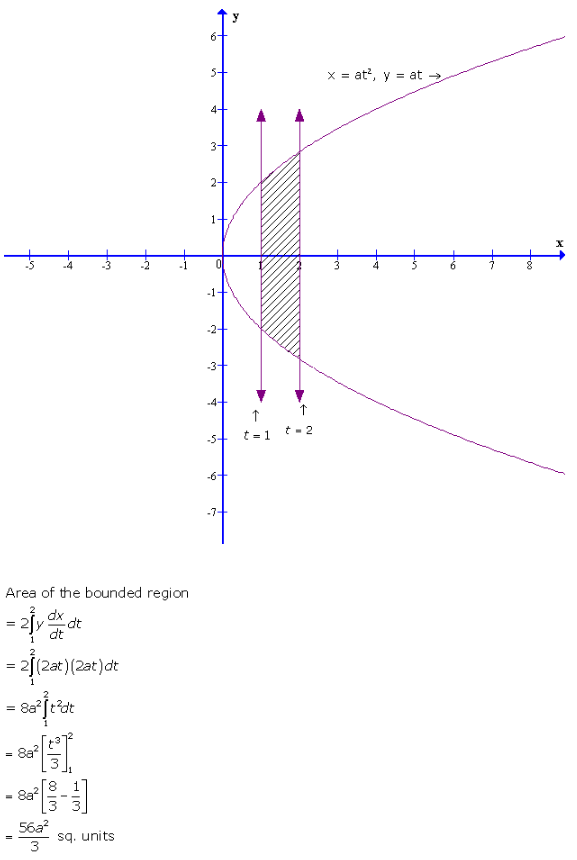 y
6
x = at², y = at →
5
4
3
2
1
x
-5 -4 -3 -2 -1 0 1 2 3 4 5 6 7 8
-1
-2
-3
-4
↑ ↑
t = 1 t = 2
-5
-6
-7
Area of the bounded region
= 2∫₁² y dx/dt dt
= 2∫₁² (2at)(2at)dt
= 8a²∫₁² t²dt
= 8a² [t³/3]₁²
= 8a² [8/3 − 1/3]
= 56a²/3 sq. units